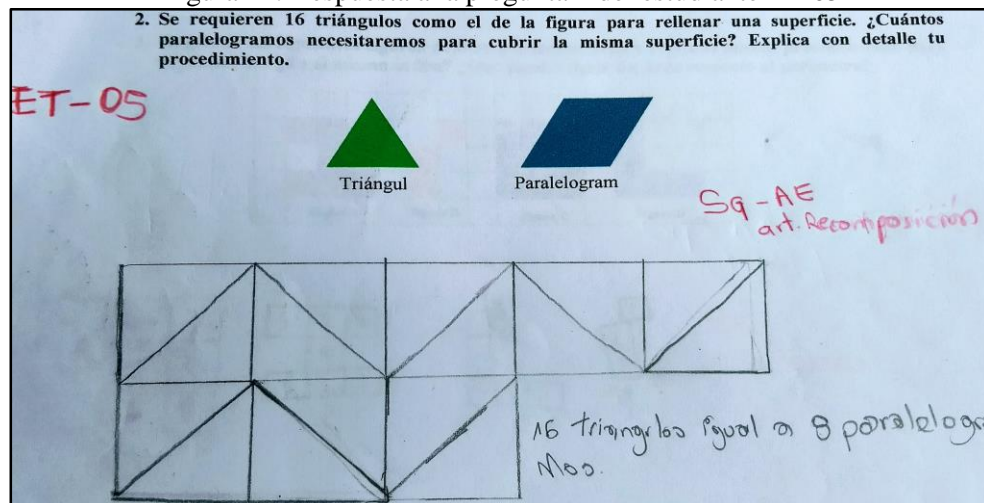 2. Se requieren 16 triángulos como el de la figura para rellenar una superficie. ¿Cuántos
paralelogramos necesitaremos para cubrir la misma superficie? Explica con detalle tu
procedimiento.
ET-05
Triángul
Paralelogram
Sq-AE
art. Recomposición
16 triangulos igual a 8 paralelogra
mos.